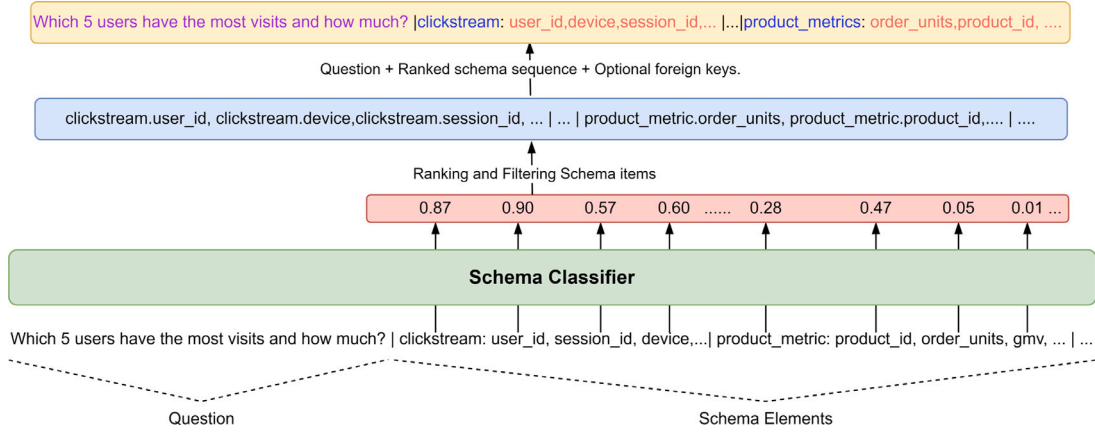 Which 5 users have the most visits and how much? |clickstream: user_id,device,session_id,... |...|product_metrics: order_units,product_id, ....
Question + Ranked schema sequence + Optional foreign keys.
clickstream.user_id, clickstream.device,clickstream.session_id, ... | ... | product_metric.order_units, product_metric.product_id,.... | ....
Ranking and Filtering Schema items
0.87 0.90 0.57 0.60 ...... 0.28 0.47 0.05 0.01 ...
Schema Classifier
Which 5 users have the most visits and how much? | clickstream: user_id, session_id, device,...| product_metric: product_id, order_units, gmv, ... | ...
Question Schema Elements